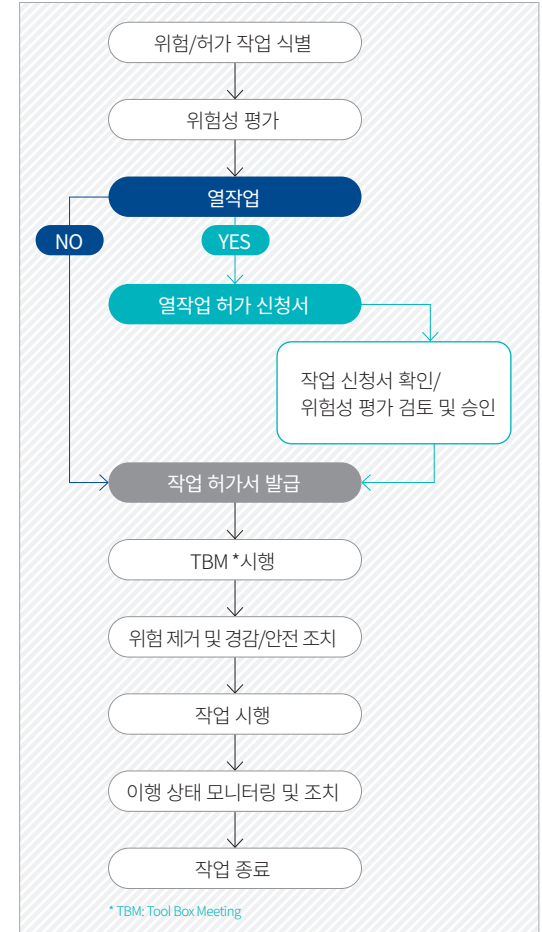 위험/허가 작업 식별
위험성 평가
열작업
NO
YES
열작업 허가 신청서
작업 신청서 확인/
위험성 평가 검토 및 승인
작업 허가서 발급
TBM *시행
위험 제거 및 경감/안전 조치
작업 시행
이행 상태 모니터링 및 조치
작업 종료
* TBM: Tool Box Meeting